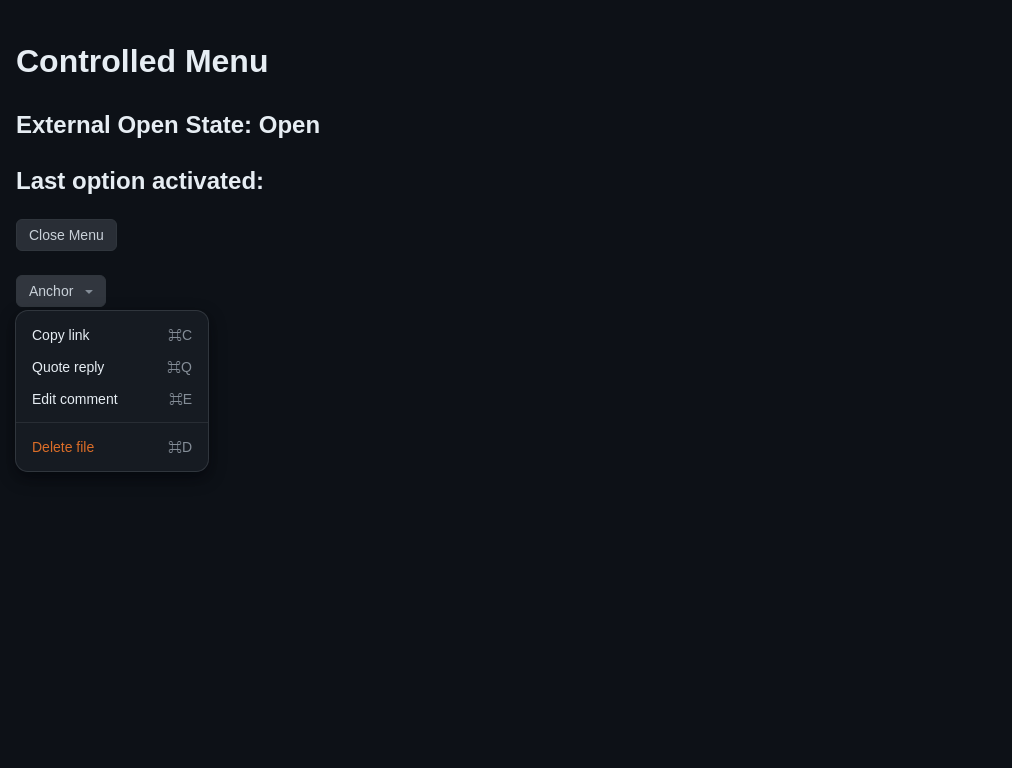 Controlled Menu
External Open State: Open
Last option activated:
Close Menu
Anchor
Copy link ⌘C
Quote reply ⌘Q
Edit comment ⌘E
Delete file ⌘D